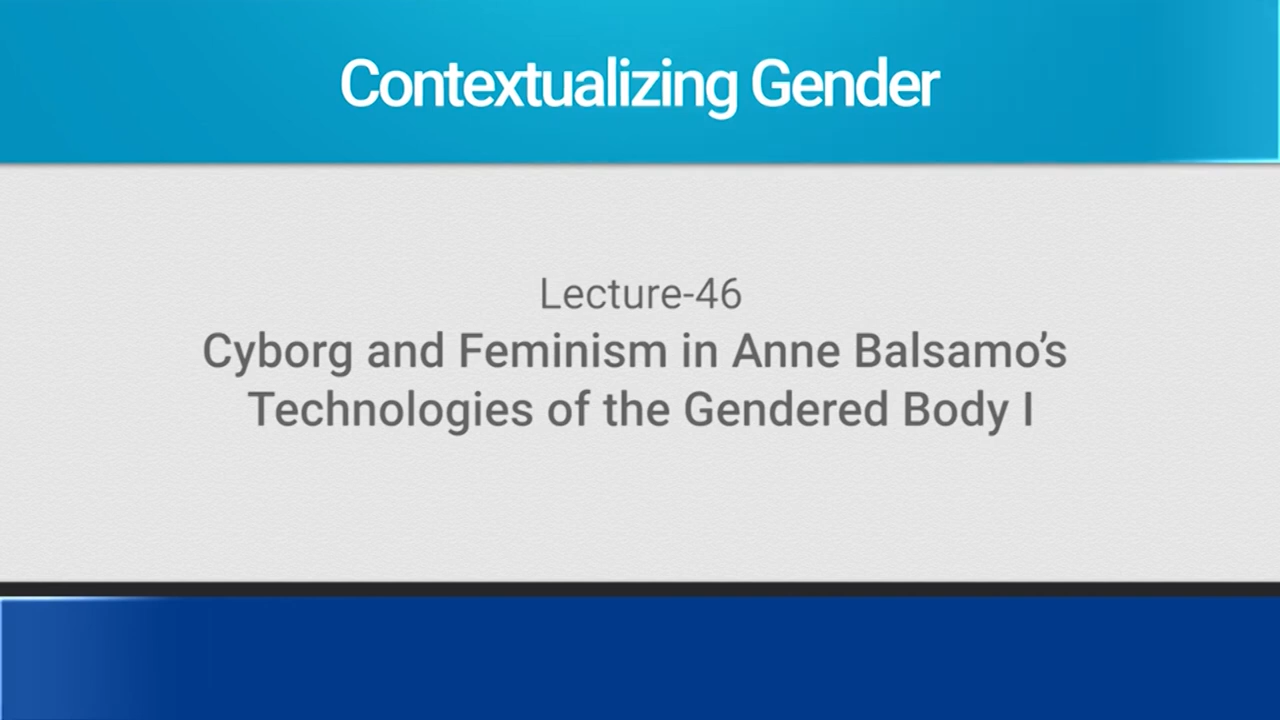 Contextualizing Gender
Lecture-46
Cyborg and Feminism in Anne Balsamo’s
Technologies of the Gendered Body I